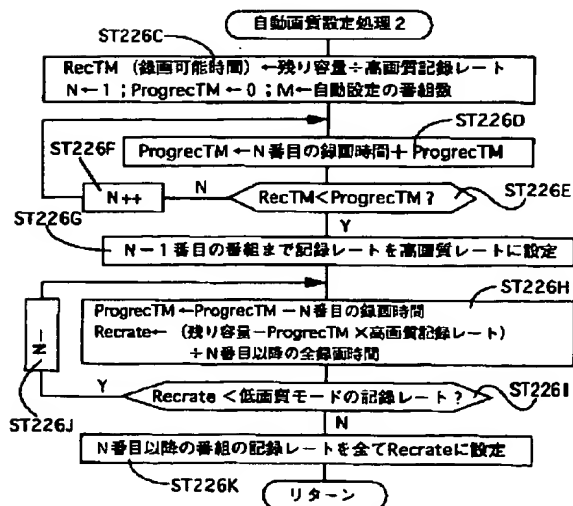 自動画質設定処理2
ST226C
RecTM (録画可能時間) ←残り容量÷高画質記録レート
N←1 ; ProgrecTM←0 ; M←自動設定の番組数
ST226D
ProgrecTM←N番目の録画時間+ProgrecTM
ST226F
N++
N
RecTM<ProgrecTM?
ST226E
Y
ST226G
N−1番目の番組まで記録レートを高画質レートに設定
ST226H
ProgrecTM←ProgrecTM−N番目の録画時間
Recrate← (残り容量−ProgrecTM×高画質記録レート)
÷N番目以降の全録画時間
N−
Y
Recrate<低画質モードの記録レート?
ST226I
ST226J
N
N番目以降の番組の記録レートを全てRecrateに設定
ST226K
リターン